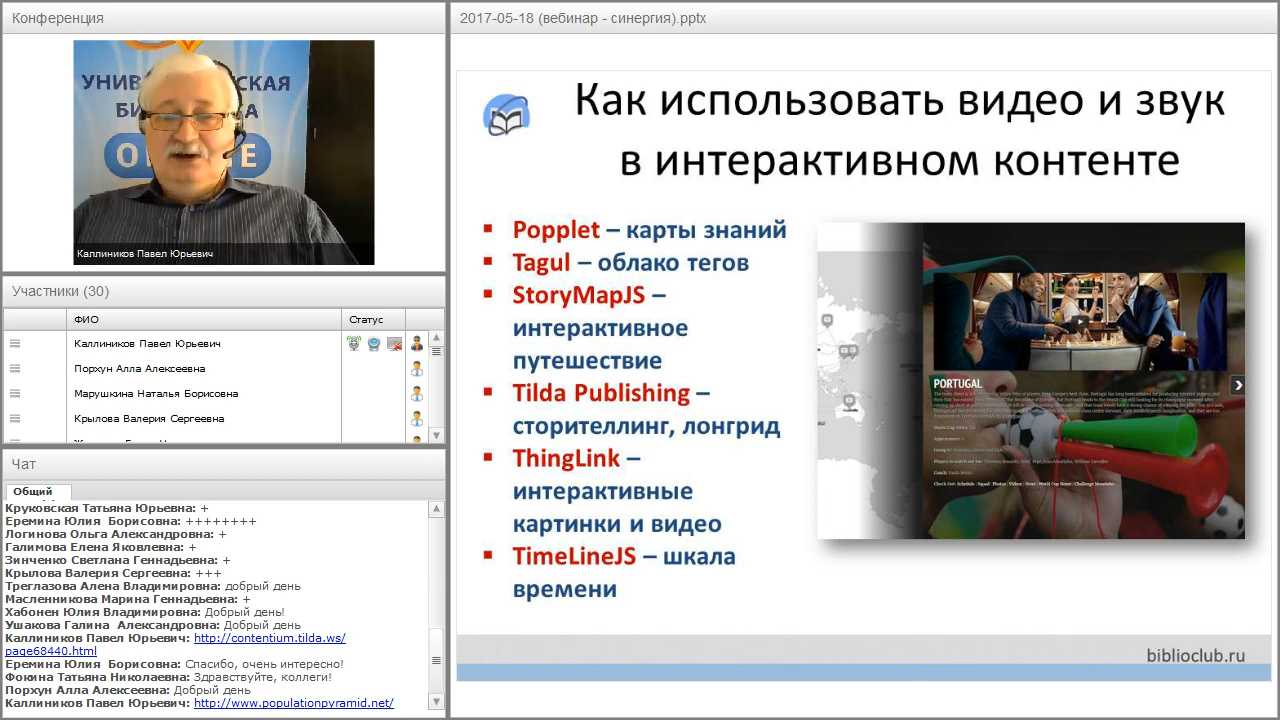 Конференция
УНИВ
СКАЯ
Каллиников Павел Юрьевич
Участники (30)
ФИО Статус
Каллиников Павел Юрьевич
Порхун Алла Алексеевна
Марушкина Наталья Борисовна
Крылова Валерия Сергеевна
Чат
Общий
Круковская Татьяна Юрьевна: +
Еремина Юлия Борисовна: ++++++++
Логинова Ольга Александровна: +
Галимова Елена Яковлевна: +
Зинченко Светлана Геннадьевна: +
Крылова Валерия Сергеевна: +++
Треглазова Алена Владимировна: добрый день
Масленникова Марина Геннадьевна: +
Хабонен Юлия Владимировна: Добрый день!
Ушакова Галина Александровна: Добрый день
Каллиников Павел Юрьевич: http://contentium.tilda.ws/
page68440.html
Еремина Юлия Борисовна: Спасибо, очень интересно!
Фокина Татьяна Николаевна: Здравствуйте, коллеги!
Порхун Алла Алексеевна: Добрый день
Каллиников Павел Юрьевич: http://www.populationpyramid.net/
2017-05-18 (вебинар - синергия).pptx
Как использовать видео и звук
в интерактивном контенте
▪ Popplet – карты знаний
▪ Tagul – облако тегов
▪ StoryMapJS –
интерактивное
путешествие
▪ Tilda Publishing –
сторителлинг, лонгрид
▪ ThingLink –
интерактивные
картинки и видео
▪ TimeLineJS – шкала
времени
PORTUGAL
biblioclub.ru